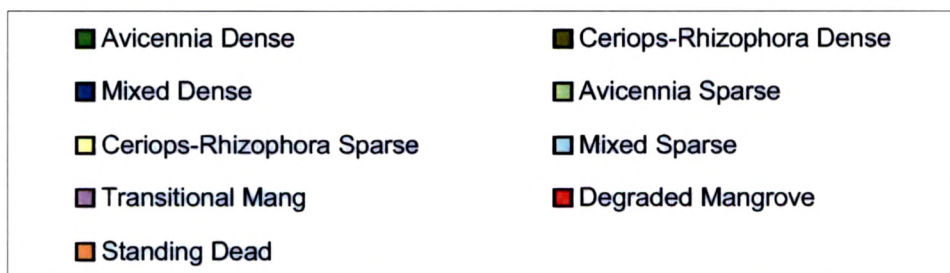 Avicennia Dense
Ceriops-Rhizophora Dense
Mixed Dense
Avicennia Sparse
Ceriops-Rhizophora Sparse
Mixed Sparse
Transitional Mang
Degraded Mangrove
Standing Dead